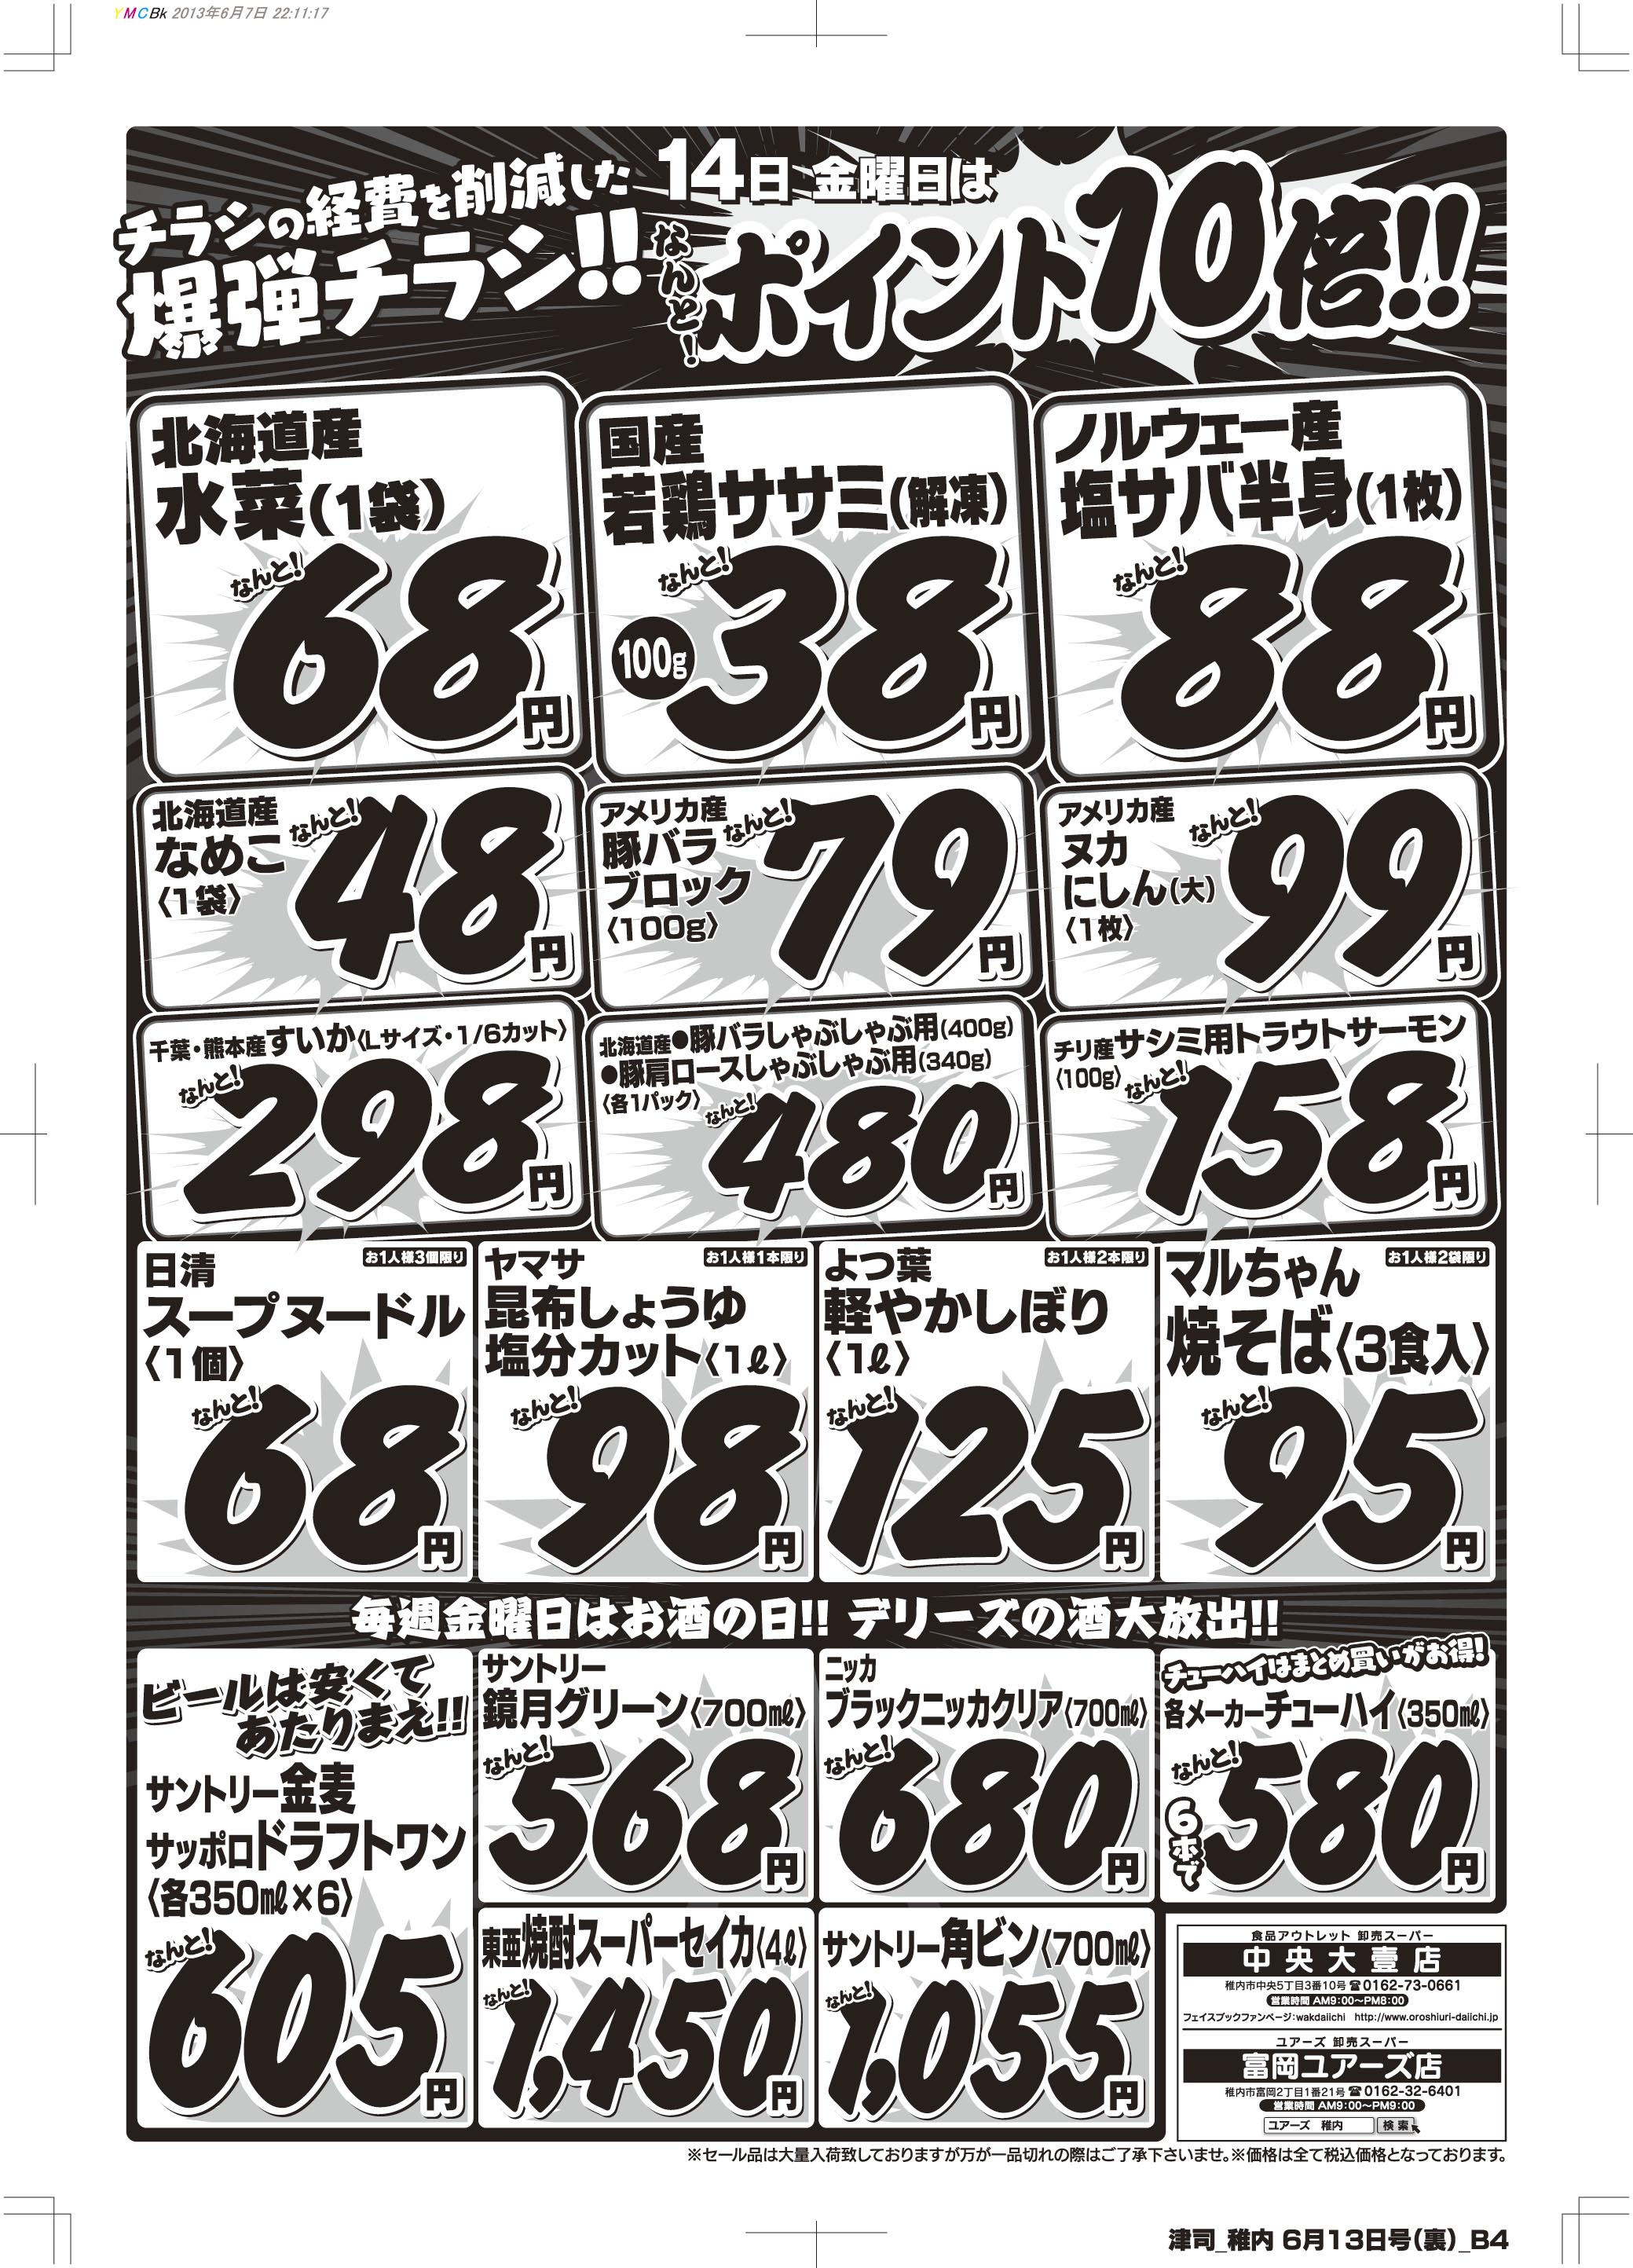 YMCBk 2013年6月7日 22:11:17
チラシの経費を削減した
爆弾チラシ!!
14日 金曜日は
なんと!
ポイント10倍!!
北海道産
水菜(1袋)
なんと!
68円
国産
若鶏ササミ(解凍)
なんと!
100g
38円
ノルウェー産
塩サバ半身(1枚)
なんと!
88円
北海道産
なめこ
〈1袋〉
なんと!
48円
アメリカ産
豚バラ
ブロック
〈100g〉
なんと!
79円
アメリカ産
ヌカ
にしん(大)
〈1枚〉
なんと!
99円
千葉・熊本産すいか〈Lサイズ・1/6カット〉
なんと!
298円
北海道産●豚バラしゃぶしゃぶ用(400g)
●豚肩ロースしゃぶしゃぶ用(340g)
〈各1パック〉
なんと!
480円
チリ産サシミ用トラウトサーモン
〈100g〉
なんと!
158円
お1人様3個限り
日清
スープヌードル
〈1個〉
なんと!
68円
お1人様1本限り
ヤマサ
昆布しょうゆ
塩分カット〈1ℓ〉
なんと!
98円
お1人様2本限り
よつ葉
軽やかしぼり
〈1ℓ〉
なんと!
125円
お1人様2袋限り
マルちゃん
焼そば〈3食入〉
なんと!
95円
毎週金曜日はお酒の日!! デリーズの酒大放出!!
ビールは安くて
あたりまえ!!
サントリー金麦
サッポロドラフトワン
〈各350㎖×6〉
なんと!
605円
サントリー
鏡月グリーン〈700㎖〉
なんと!
568円
ニッカ
ブラックニッカクリア〈700㎖〉
なんと!
680円
チューハイはまとめ買いがお得!
各メーカーチューハイ〈350㎖〉
なんと!
6本で
580円
東亜焼酎スーパーセイカ〈4ℓ〉
なんと!
1,450円
サントリー角ビン〈700㎖〉
なんと!
1,055円
食品アウトレット 卸売スーパー
中央大壹店
稚内市中央5丁目3番10号 ☎0162-73-0661
営業時間 AM9:00〜PM8:00
フェイスブックファンページ:wakdaiichi http://www.oroshiuri-daiichi.jp
ユアーズ 卸売スーパー
富岡ユアーズ店
稚内市富岡2丁目1番21号 ☎0162-32-6401
営業時間 AM9:00〜PM9:00
ユアーズ 稚内 検索
※セール品は大量入荷致しておりますが万が一品切れの際はご了承下さいませ。※価格は全て税込価格となっております。
津司_稚内 6月13日号(裏)_B4